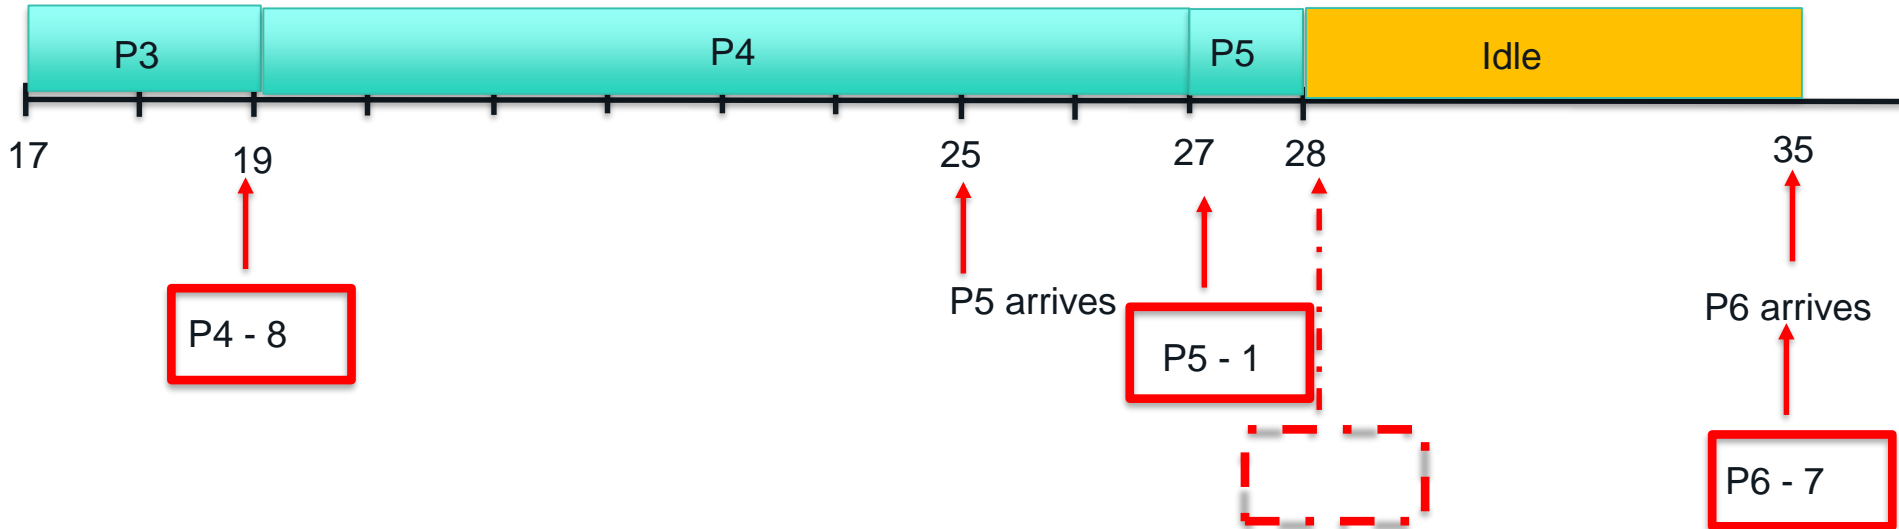 P3
P4
P5
Idle
17
19
25
27
28
35
P4 - 8
P5 arrives
P5 - 1
P6 arrives
P6 - 7